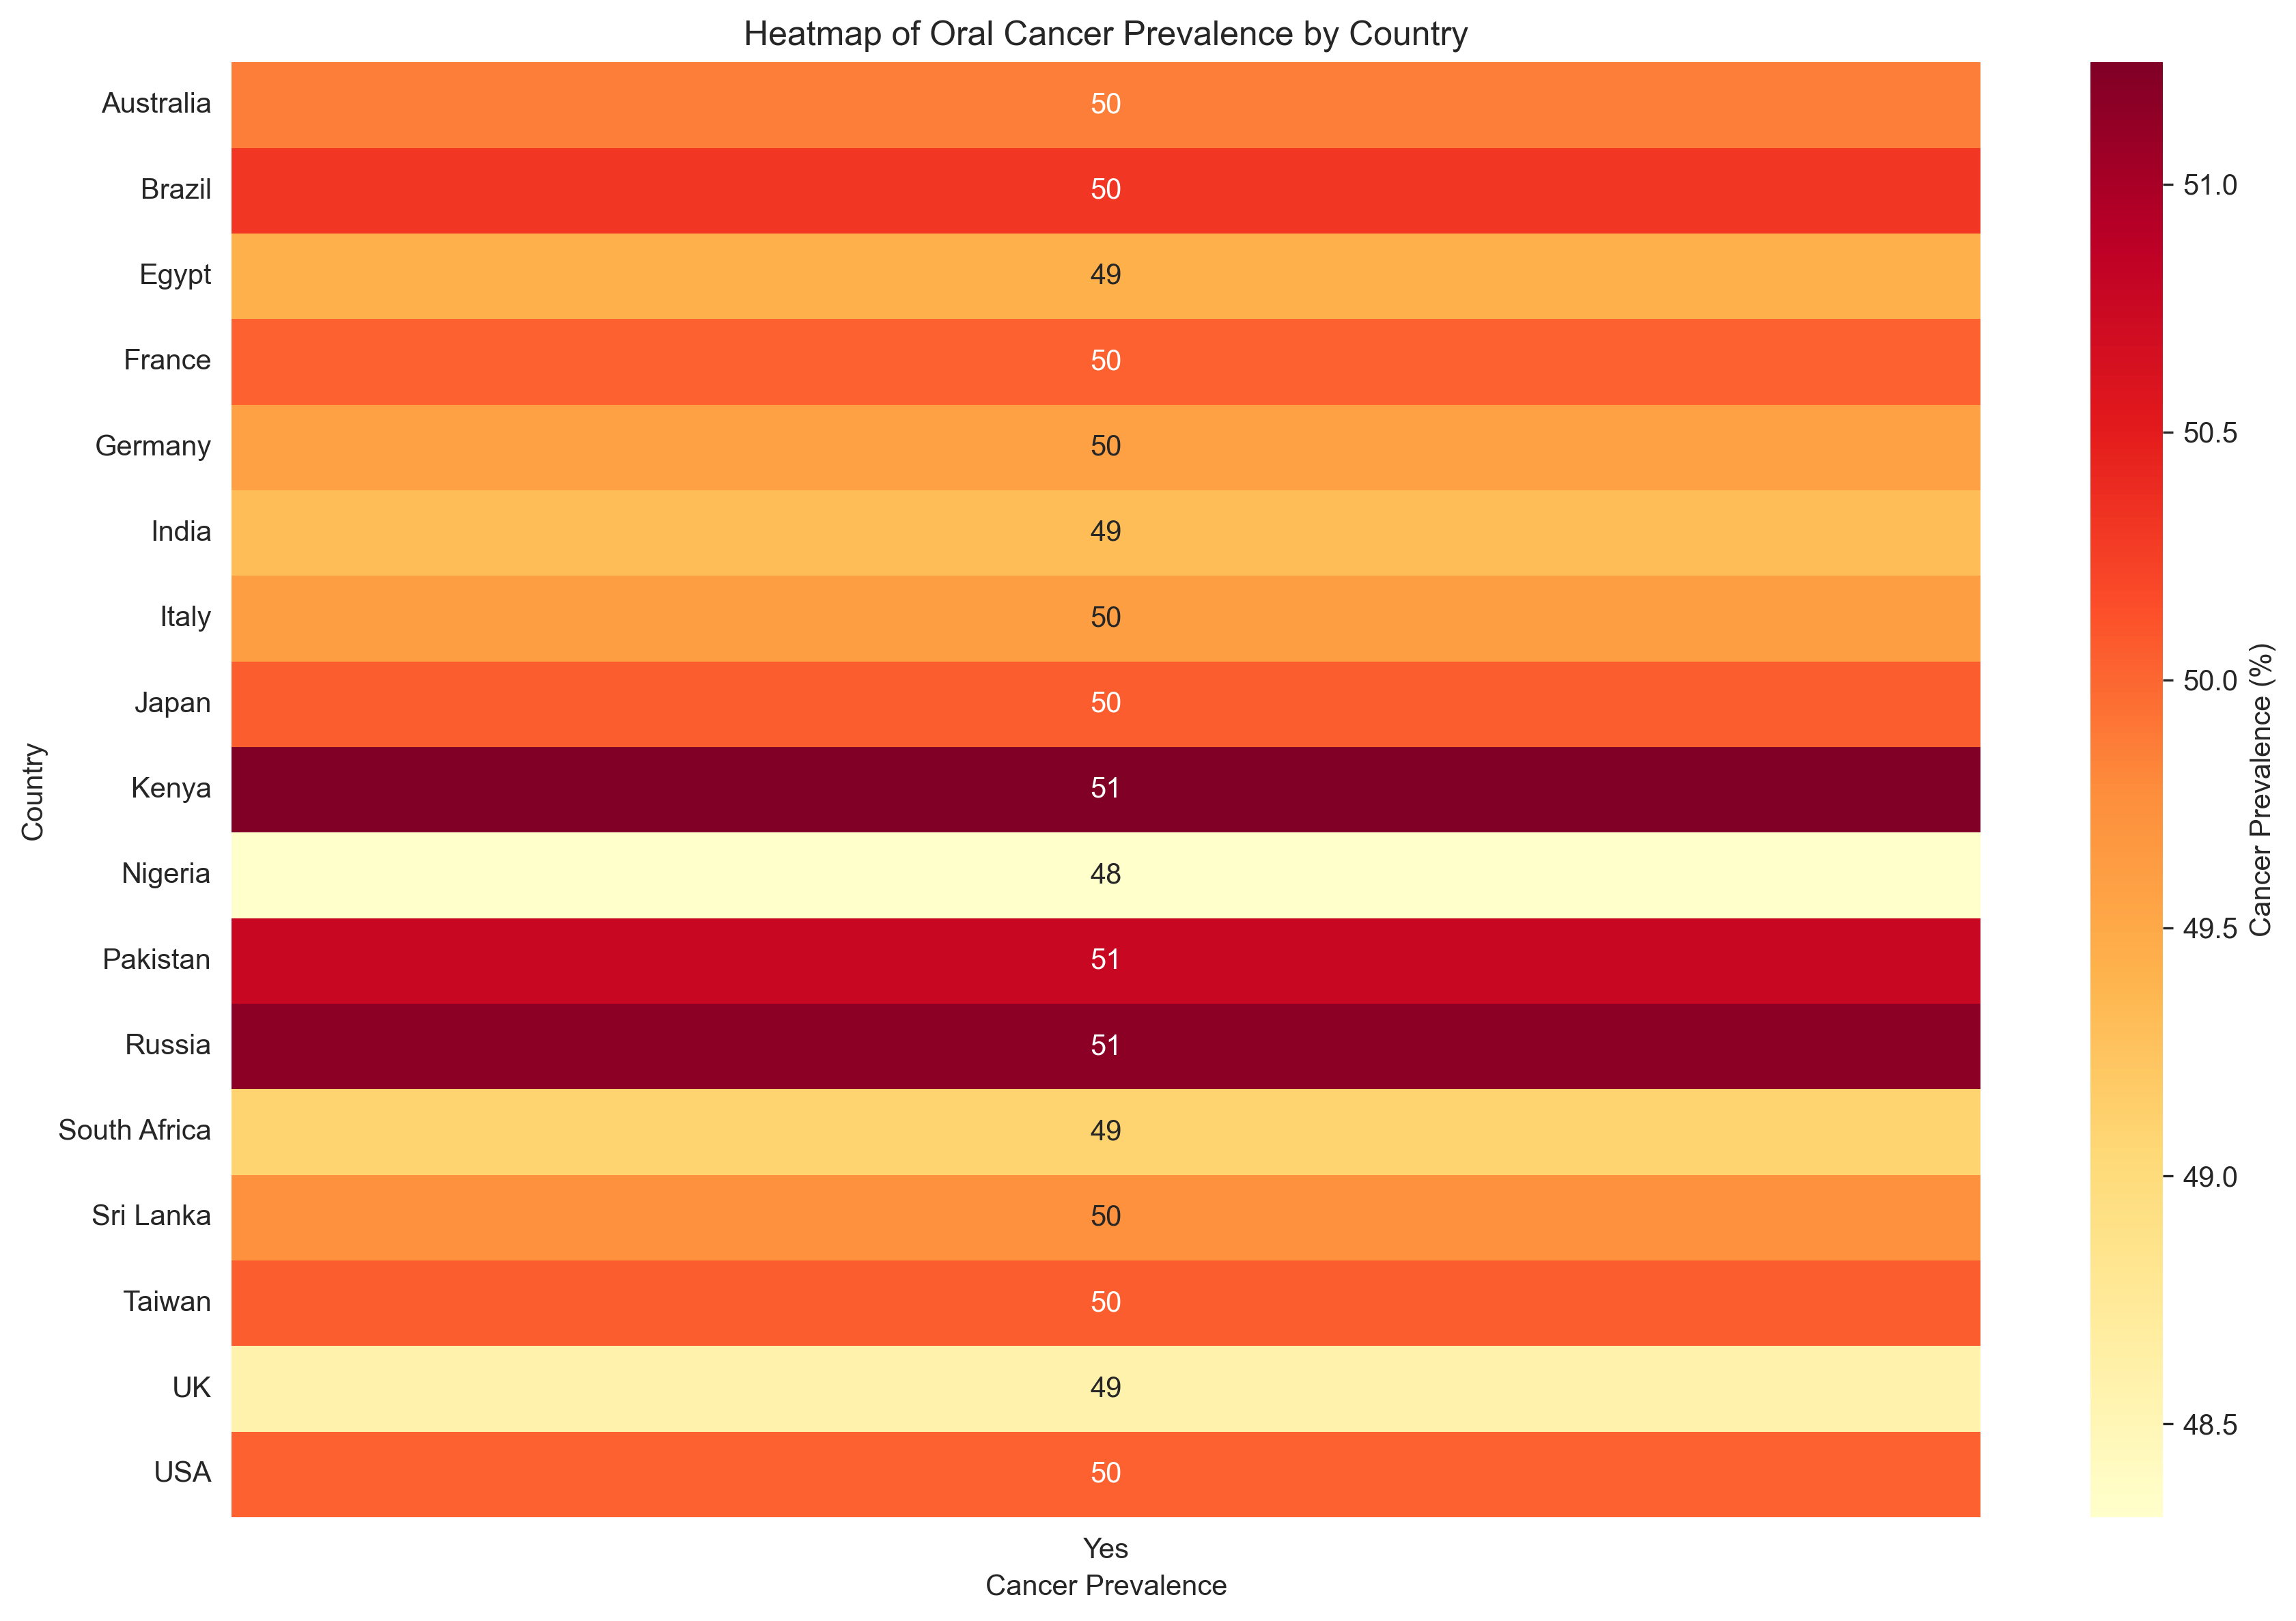 Heatmap of Oral Cancer Prevalence by Country
Australia 50
Brazil 50
Egypt 49
France 50
Germany 50
India 49
Italy 50
Japan 50
Kenya 51
Nigeria 48
Pakistan 51
Russia 51
South Africa 49
Sri Lanka 50
Taiwan 50
UK 49
USA 50
Country
Yes
Cancer Prevalence
51.0
50.5
50.0
49.5
49.0
48.5
Cancer Prevalence (%)